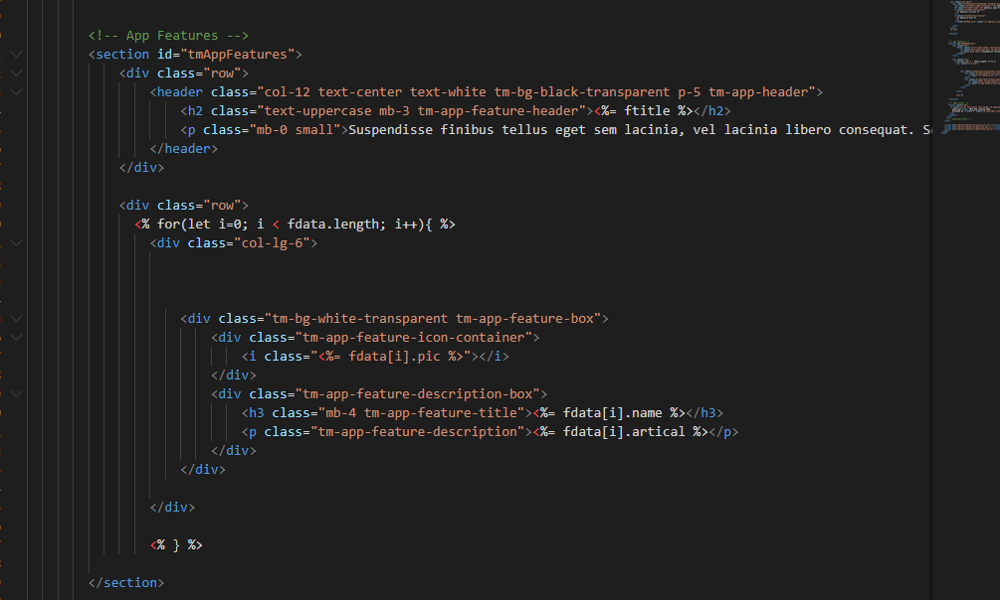 <!-- App Features -->
<section id="tmAppFeatures">
<div class="row">
<header class="col-12 text-center text-white tm-bg-black-transparent p-5 tm-app-header">
<h2 class="text-uppercase mb-3 tm-app-feature-header"><%= ftitle %></h2>
<p class="mb-0 small">Suspendisse finibus tellus eget sem lacinia, vel lacinia libero consequat.
</header>
</div>
<div class="row">
<% for(let i=0; i < fdata.length; i++){ %>
<div class="col-lg-6">
<div class="tm-bg-white-transparent tm-app-feature-box">
<div class="tm-app-feature-icon-container">
<i class="<%= fdata[i].pic %>"></i>
</div>
<div class="tm-app-feature-description-box">
<h3 class="mb-4 tm-app-feature-title"><%= fdata[i].name %></h3>
<p class="tm-app-feature-description"><%= fdata[i].artical %></p>
</div>
</div>
</div>
<% } %>
</section>